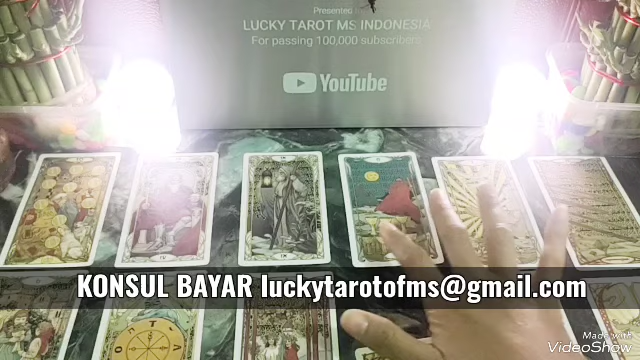 Presented
LUCKY TAROT MS INDONESIA
For passing 100,000 subscribers
YouTube
KONSUL BAYAR luckytarotofms@gmail.com
Made with
VideoShow